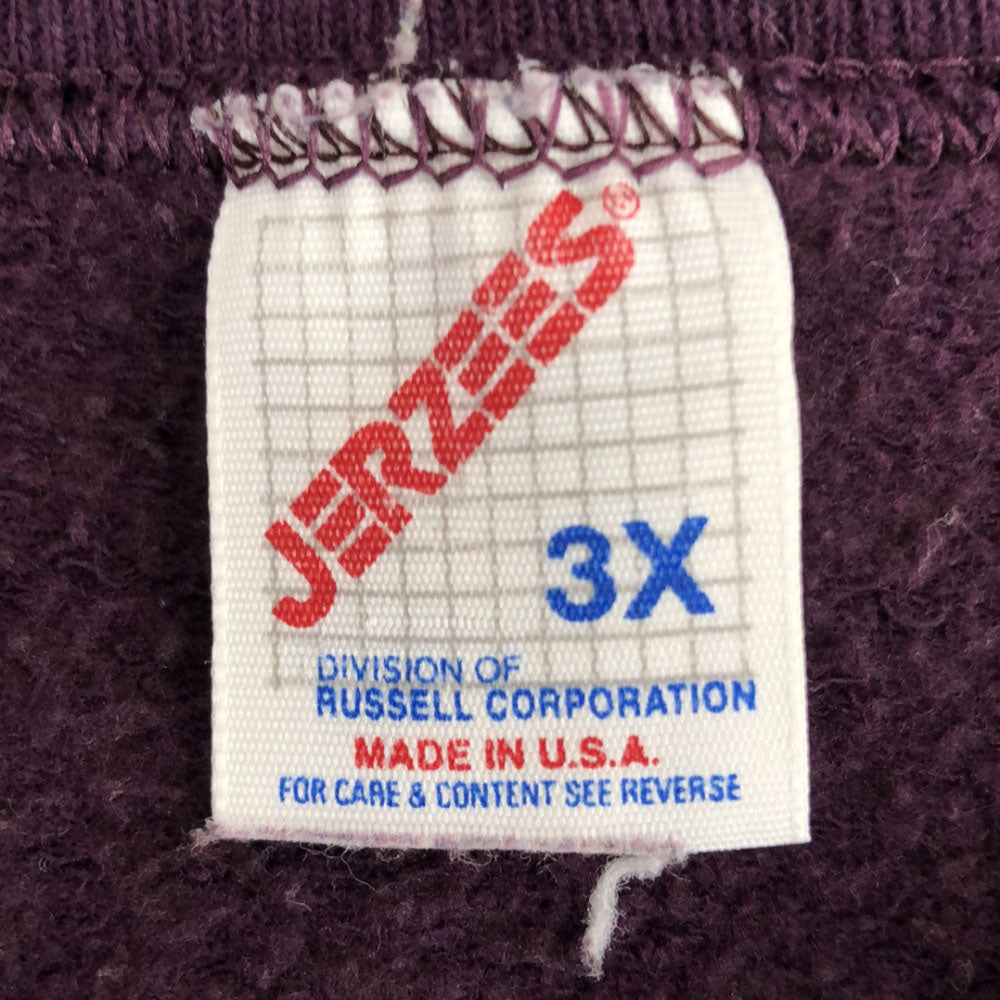 JERZEES®
3X
DIVISION OF
RUSSELL CORPORATION
MADE IN U.S.A.
FOR CARE & CONTENT SEE REVERSE